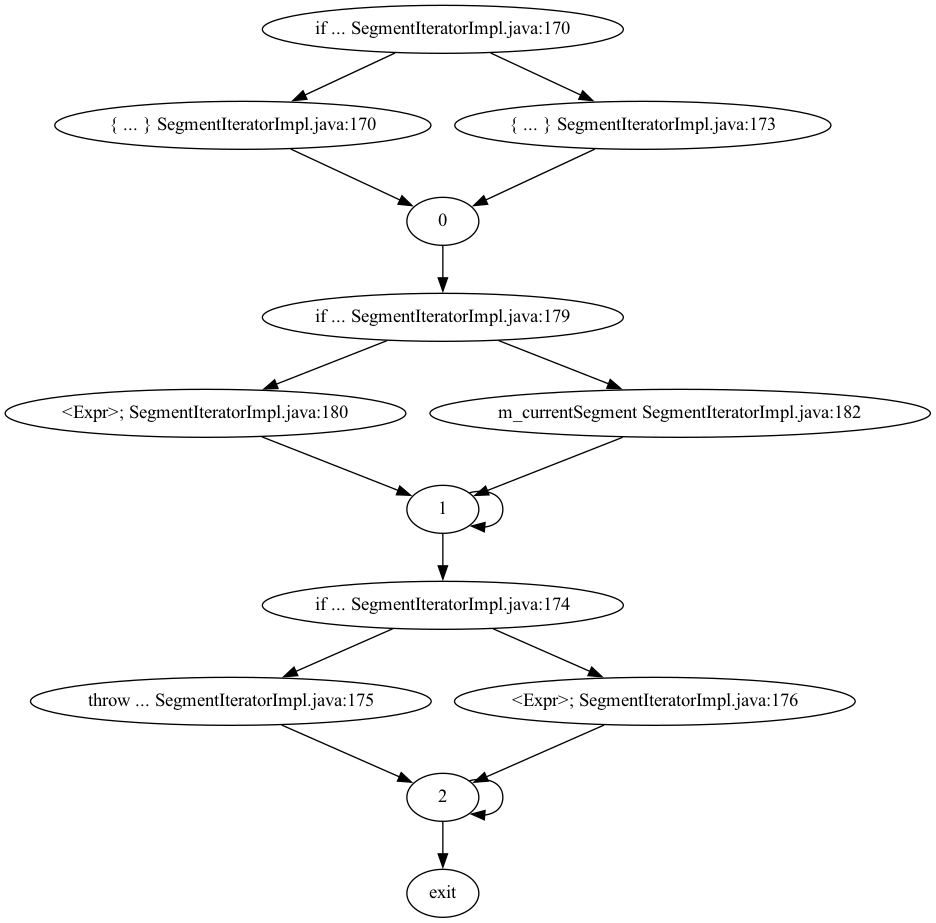 if ... SegmentIteratorImpl.java:170
{ ... } SegmentIteratorImpl.java:170
{ ... } SegmentIteratorImpl.java:173
0
if ... SegmentIteratorImpl.java:179
<Expr>; SegmentIteratorImpl.java:180
m_currentSegment SegmentIteratorImpl.java:182
1
if ... SegmentIteratorImpl.java:174
throw ... SegmentIteratorImpl.java:175
<Expr>; SegmentIteratorImpl.java:176
2
exit